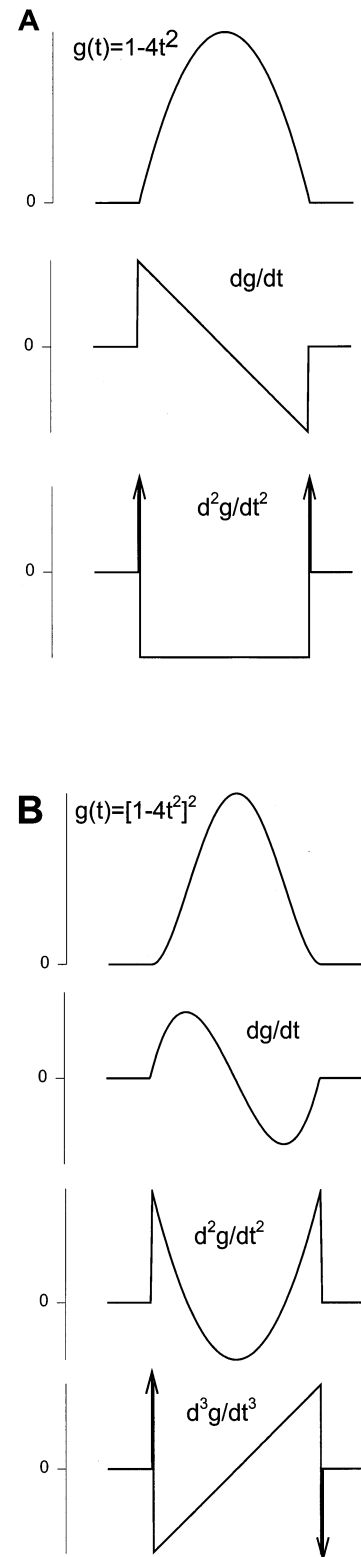 A
g(t)=1-4t²
0
dg/dt
0
d²g/dt²
0
B
g(t)=[1-4t²]²
0
dg/dt
0
d²g/dt²
0
d³g/dt³
0